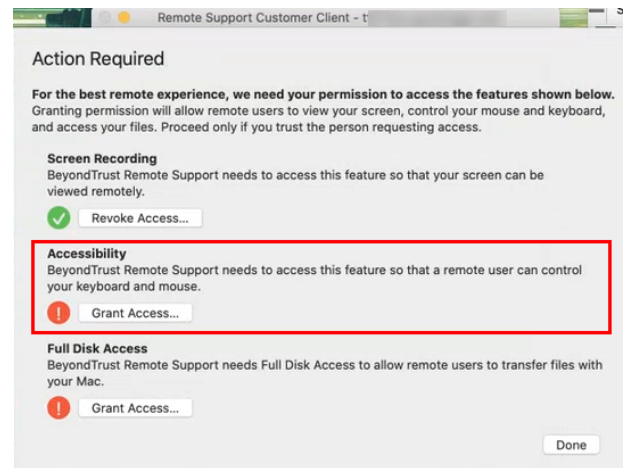 Remote Support Customer Client -
Action Required
For the best remote experience, we need your permission to access the features shown below.
Granting permission will allow remote users to view your screen, control your mouse and keyboard,
and access your files. Proceed only if you trust the person requesting access.
Screen Recording
BeyondTrust Remote Support needs to access this feature so that your screen can be
viewed remotely.
Revoke Access...
Accessibility
BeyondTrust Remote Support needs to access this feature so that a remote user can control
your keyboard and mouse.
! Grant Access...
Full Disk Access
BeyondTrust Remote Support needs Full Disk Access to allow remote users to transfer files with
your Mac.
! Grant Access...
Done